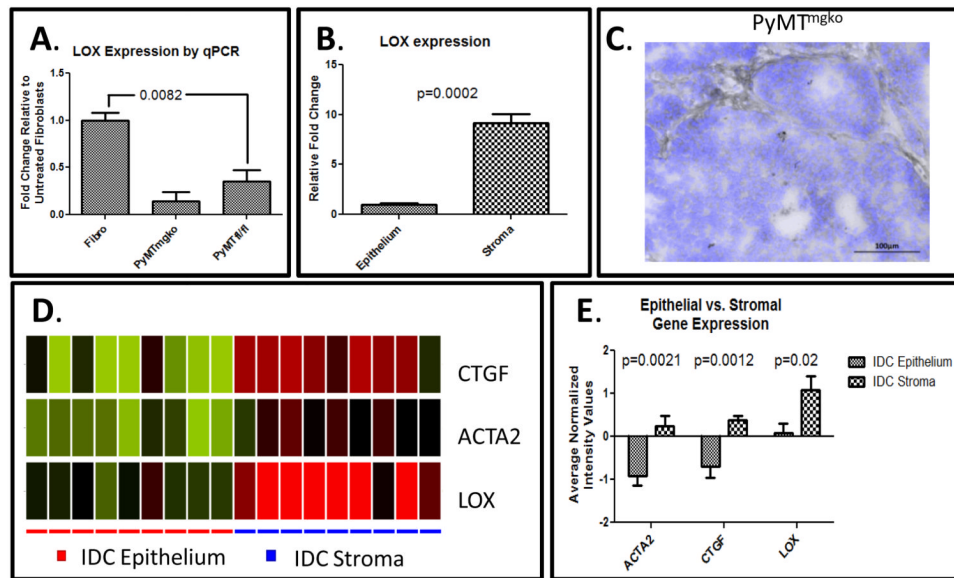 A.
LOX Expression by qPCR
Fold Change Relative to
Untreated Fibroblasts
1.5
1.0
0.5
0.0
0.0082
Fibro
PyMTmgko
PyMTfl/fl
B.
LOX expression
p=0.0002
Relative Fold Change
15
10
5
0
Epithelium
Stroma
C.
PyMTmgko
100µm
D.
CTGF
ACTA2
LOX
IDC Epithelium
IDC Stroma
E.
Epithelial vs. Stromal
Gene Expression
p=0.0021 p=0.0012 p=0.02
IDC Epithelium
IDC Stroma
Average Normalized
Intensity Values
2
1
0
-1
-2
ACTA2
CTGF
LOX